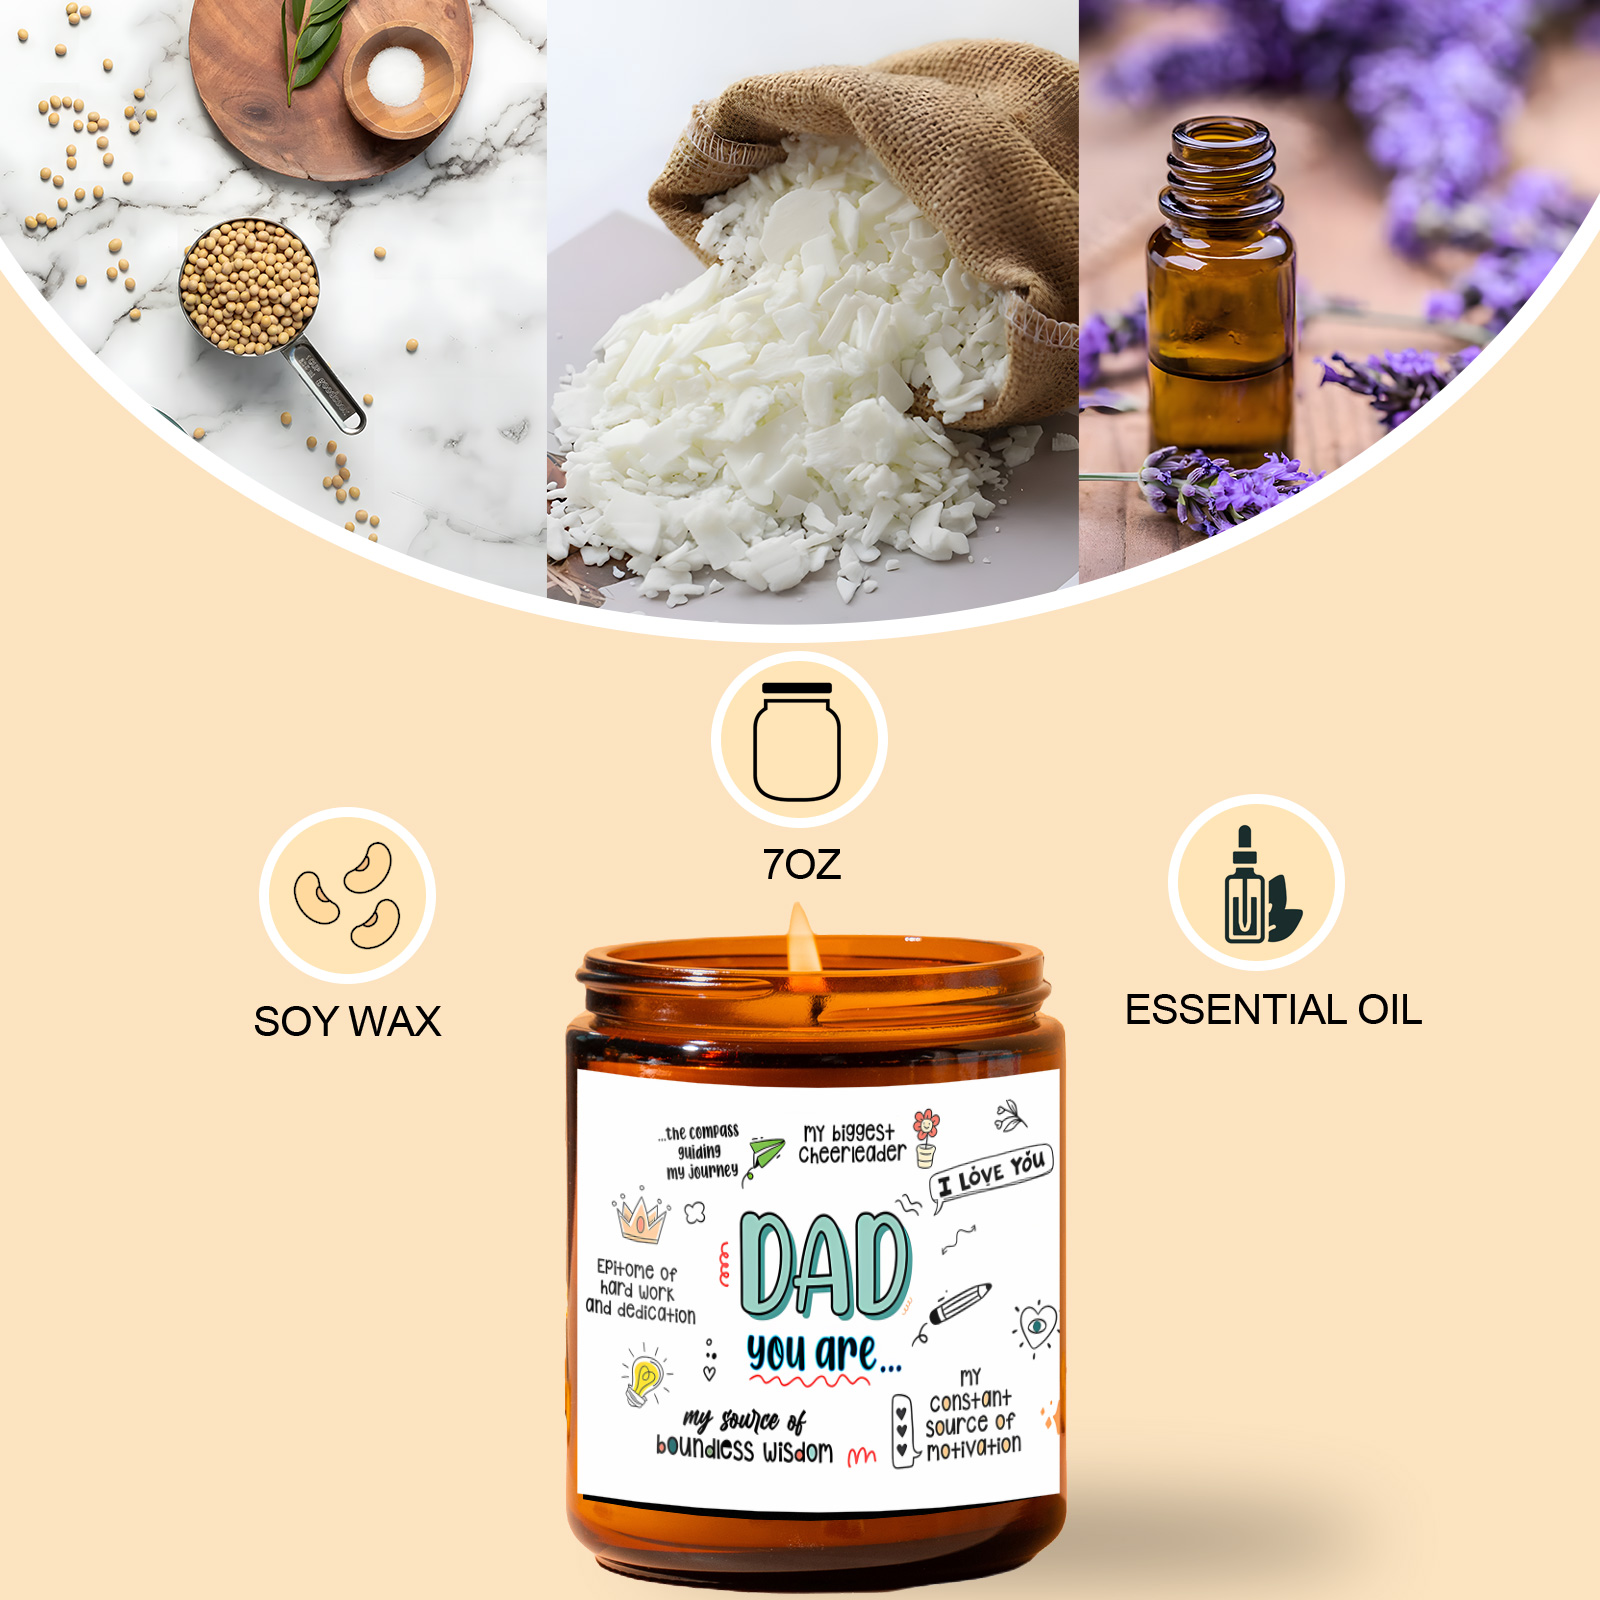 7OZ
SOY WAX
ESSENTIAL OIL
...the compass
guiding
my journey
my biggest
cheerleader
I LOVE YOU
DAD
you are...
Epitome of
hard work
and dedication
my source of
boundless wisdom
my
constant
source of
motivation